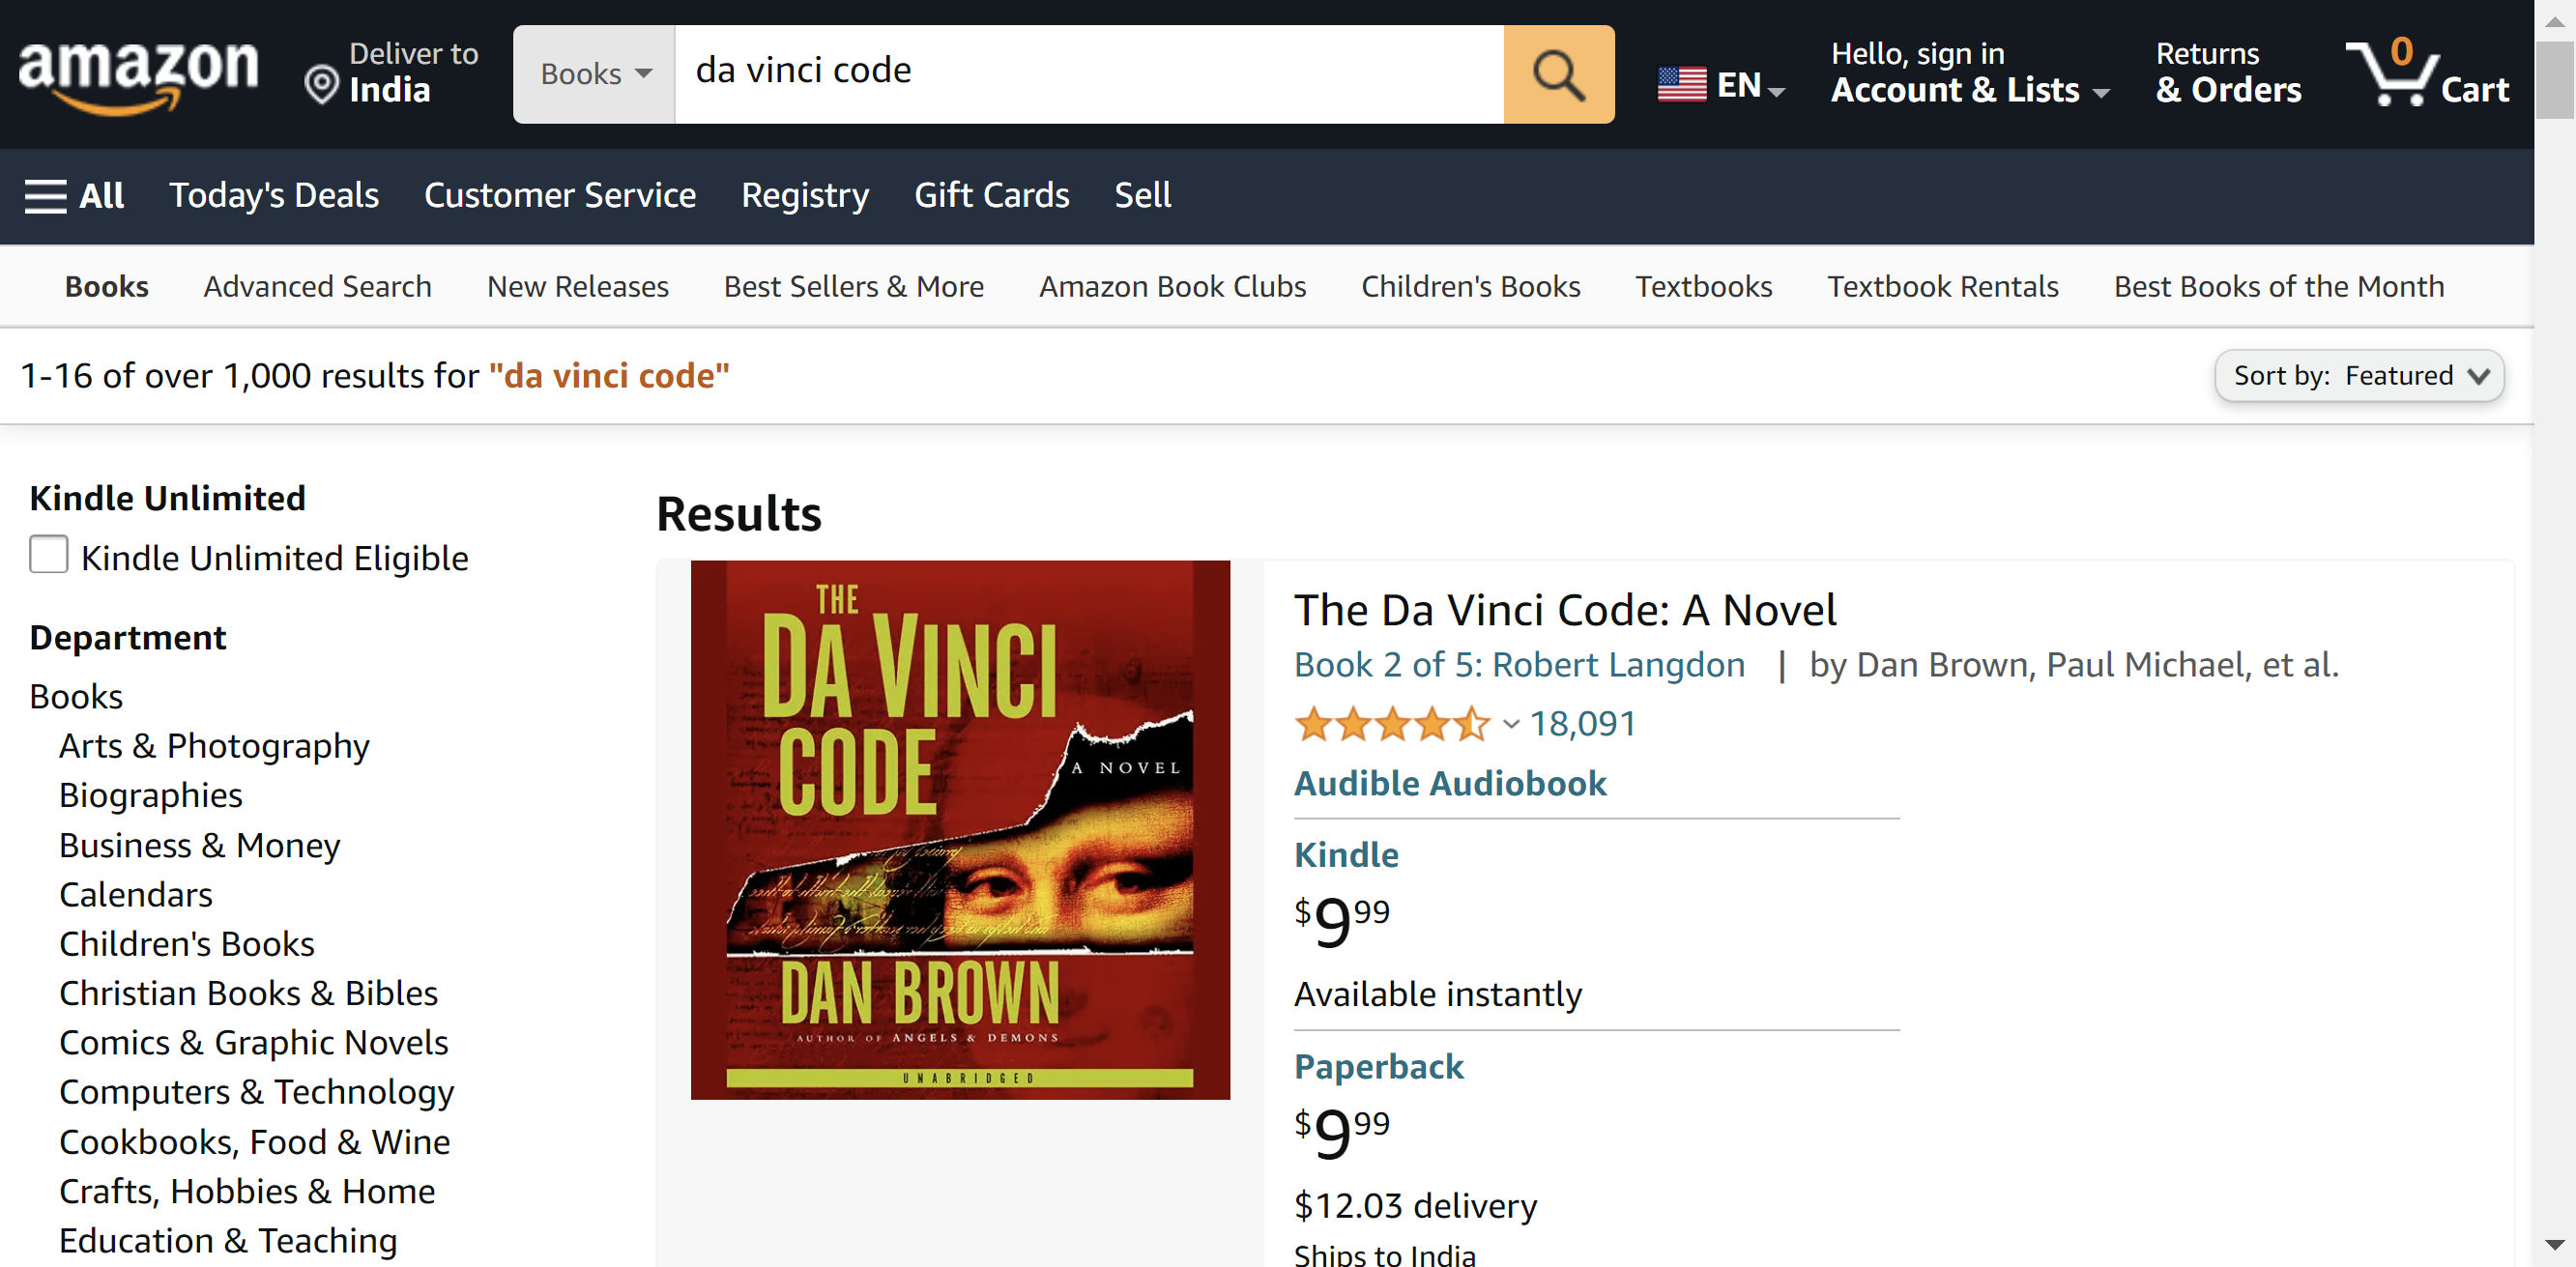 amazon
Deliver to
India
Books
da vinci code
EN
Hello, sign in
Account & Lists
Returns
& Orders
0
Cart
All
Today's Deals
Customer Service
Registry
Gift Cards
Sell
Books
Advanced Search
New Releases
Best Sellers & More
Amazon Book Clubs
Children's Books
Textbooks
Textbook Rentals
Best Books of the Month
1-16 of over 1,000 results for "da vinci code"
Sort by: Featured
Kindle Unlimited
Kindle Unlimited Eligible
Department
Books
Arts & Photography
Biographies
Business & Money
Calendars
Children's Books
Christian Books & Bibles
Comics & Graphic Novels
Computers & Technology
Cookbooks, Food & Wine
Crafts, Hobbies & Home
Education & Teaching
Results
THE
DA VINCI
CODE
A NOVEL
DAN BROWN
AUTHOR OF ANGELS & DEMONS
UNABRIDGED
The Da Vinci Code: A Novel
Book 2 of 5: Robert Langdon | by Dan Brown, Paul Michael, et al.
18,091
Audible Audiobook
Kindle
$9.99
Available instantly
Paperback
$9.99
$12.03 delivery
Ships to India